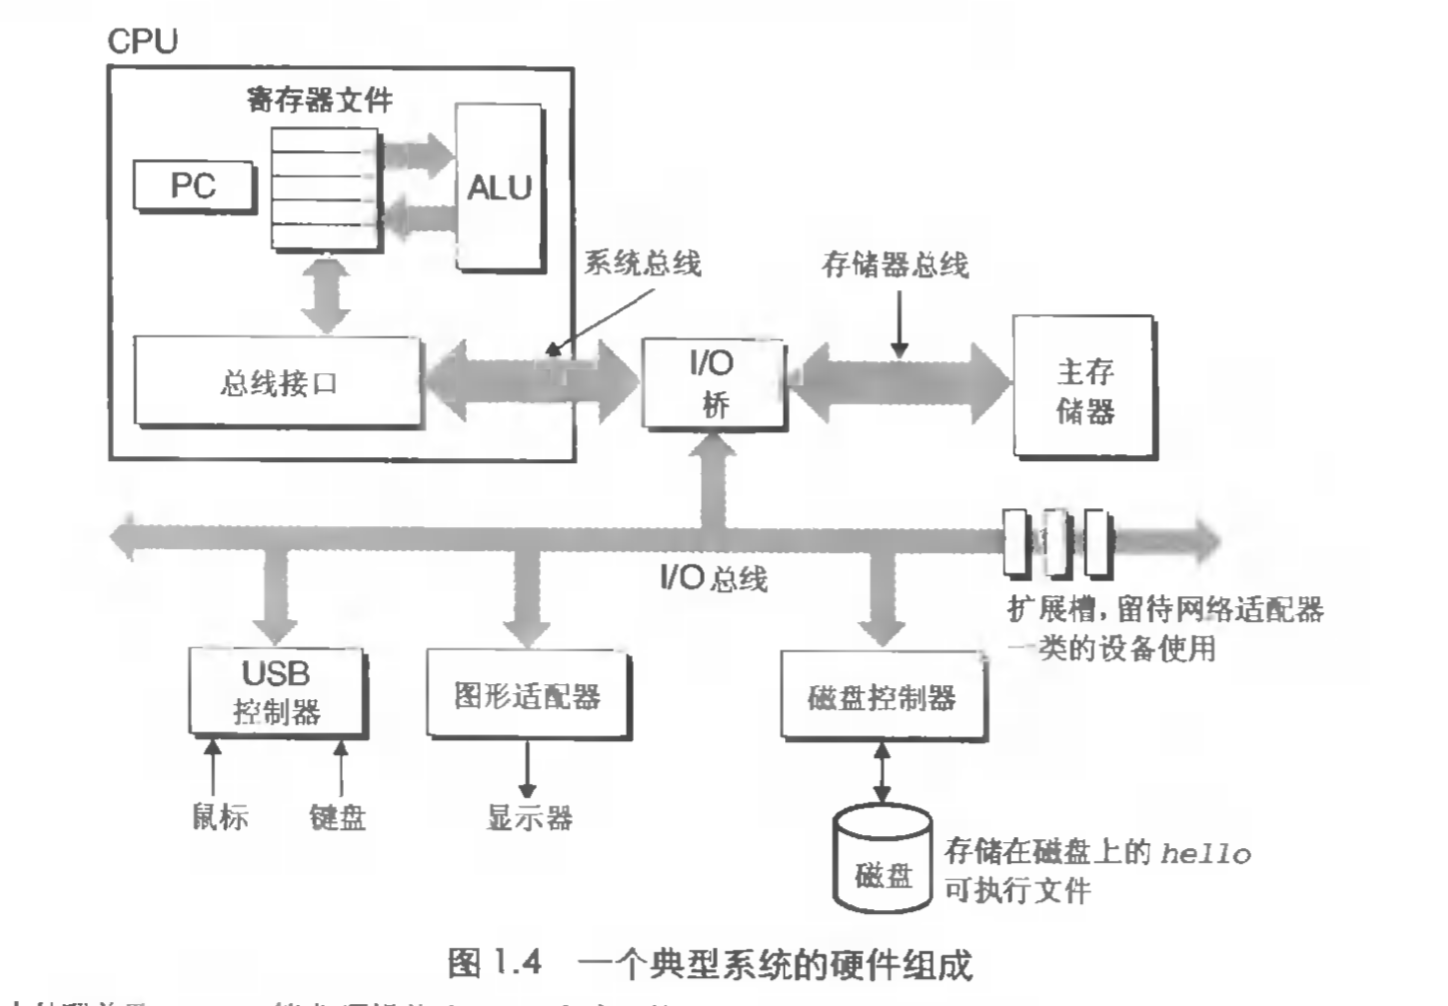 CPU
寄存器文件
PC
ALU
系统总线
存储器总线
总线接口
I/O
桥
主存
储器
I/O 总线
扩展槽，留待网络适配器
一类的设备使用
USB
控制器
图形适配器
磁盘控制器
鼠标
键盘
显示器
磁盘
存储在磁盘上的 hello
可执行文件
图 1.4 一个典型系统的硬件组成